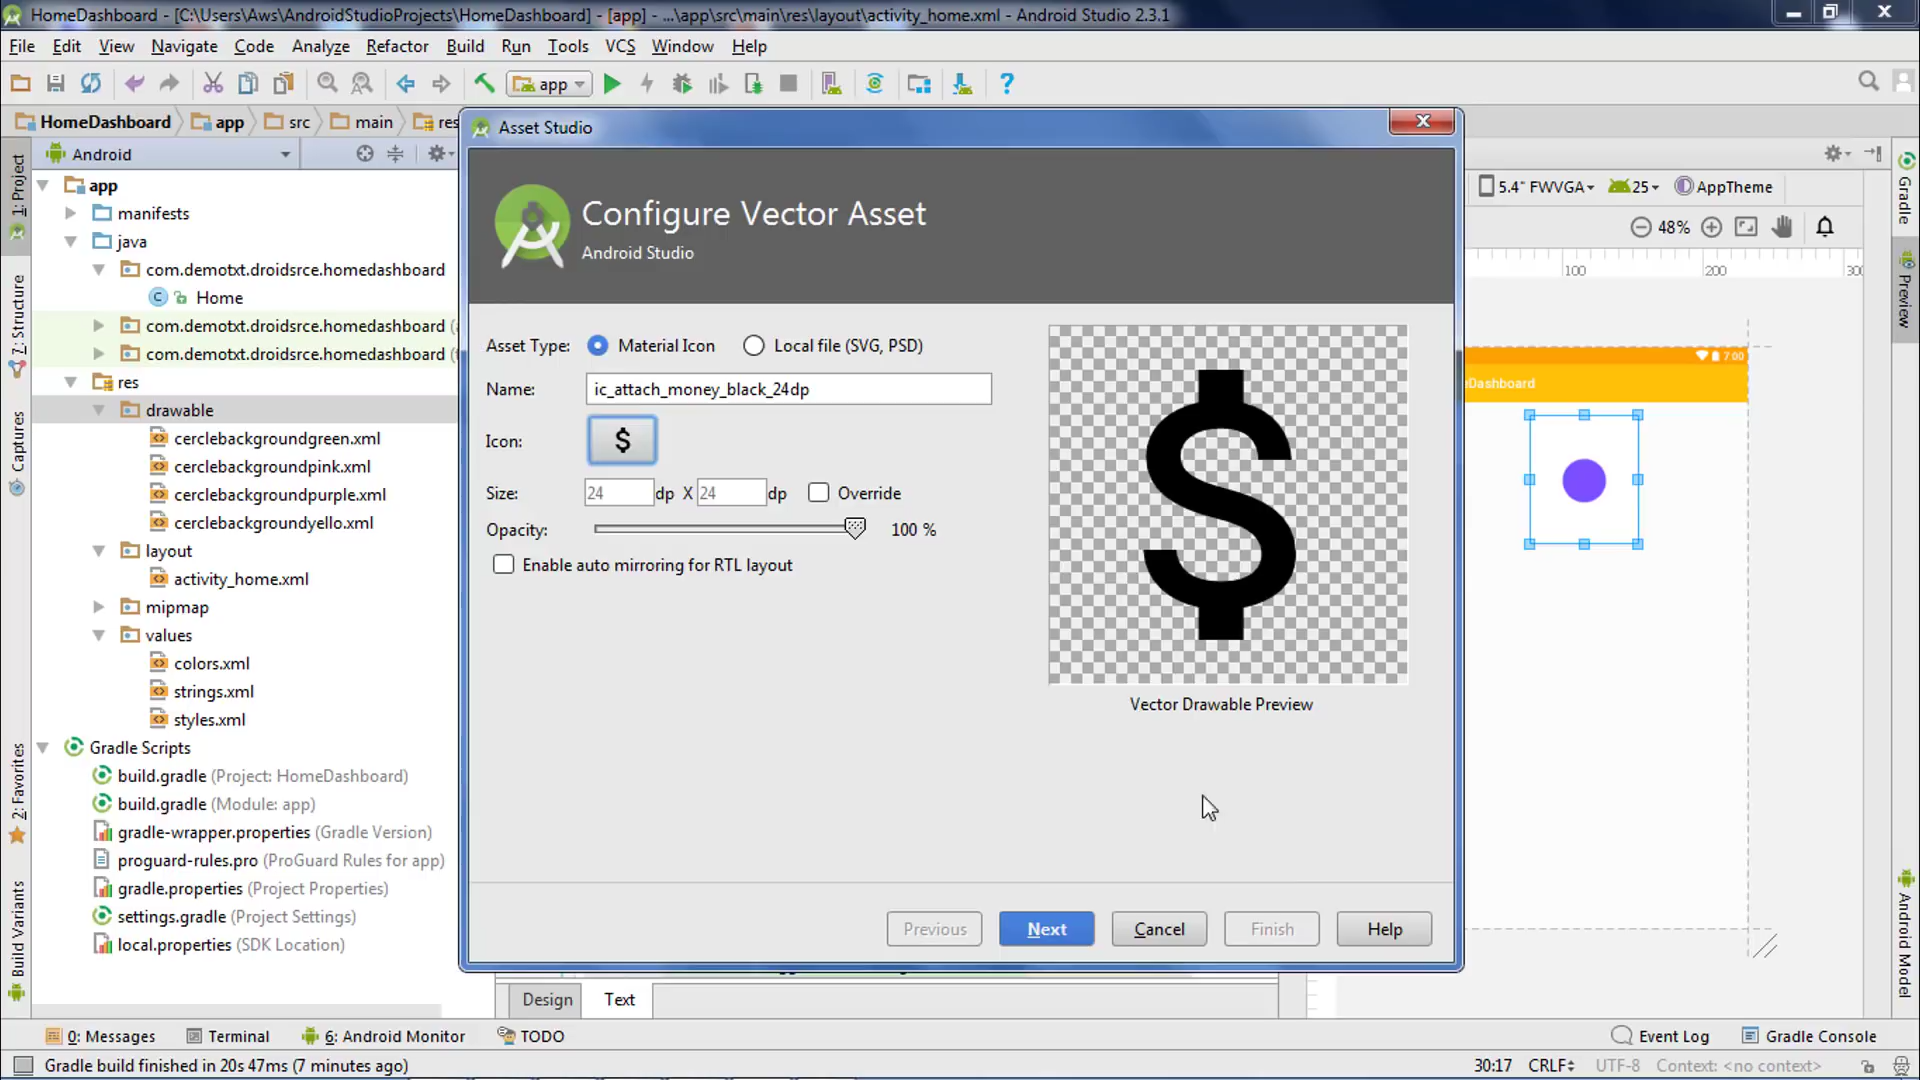 HomeDashboard - [C:\Users\Aws\AndroidStudioProjects\HomeDashboard] - [app] - ...\app\src\main\res\layout\activity_home.xml - Android Studio 2.3.1
File Edit View Navigate Code Analyze Refactor Build Run Tools VCS Window Help
app
HomeDashboard app src main res
Asset Studio
Android
1: Project
7: Structure
Captures
2: Favorites
Build Variants
app
manifests
java
com.demotxt.droidsrce.homedashboard
Home
com.demotxt.droidsrce.homedashboard
com.demotxt.droidsrce.homedashboard
res
drawable
cerclebackgroundgreen.xml
cerclebackgroundpink.xml
cerclebackgroundpurple.xml
cerclebackgroundyello.xml
layout
activity_home.xml
mipmap
values
colors.xml
strings.xml
styles.xml
Gradle Scripts
build.gradle (Project: HomeDashboard)
build.gradle (Module: app)
gradle-wrapper.properties (Gradle Version)
proguard-rules.pro (ProGuard Rules for app)
gradle.properties (Project Properties)
settings.gradle (Project Settings)
local.properties (SDK Location)
Configure Vector Asset
Android Studio
Asset Type: Material Icon Local file (SVG, PSD)
Name: ic_attach_money_black_24dp
Icon: $
Size: 24 dp X 24 dp Override
Opacity: 100 %
Enable auto mirroring for RTL layout
$
Vector Drawable Preview
Previous Next Cancel Finish Help
5.4" FWVGA 25 AppTheme
48%
100 200 300
7:00
eDashboard
Gradle
Preview
Android Model
Design Text
0: Messages Terminal 6: Android Monitor TODO Event Log Gradle Console
Gradle build finished in 20s 47ms (7 minutes ago) 30:17 CRLF UTF-8 Context: <no context>